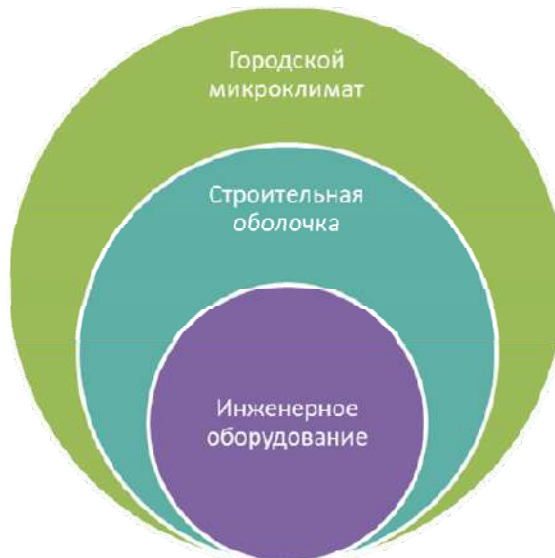 Городской
микроклимат
Строительная
оболочка
Инженерное
оборудование